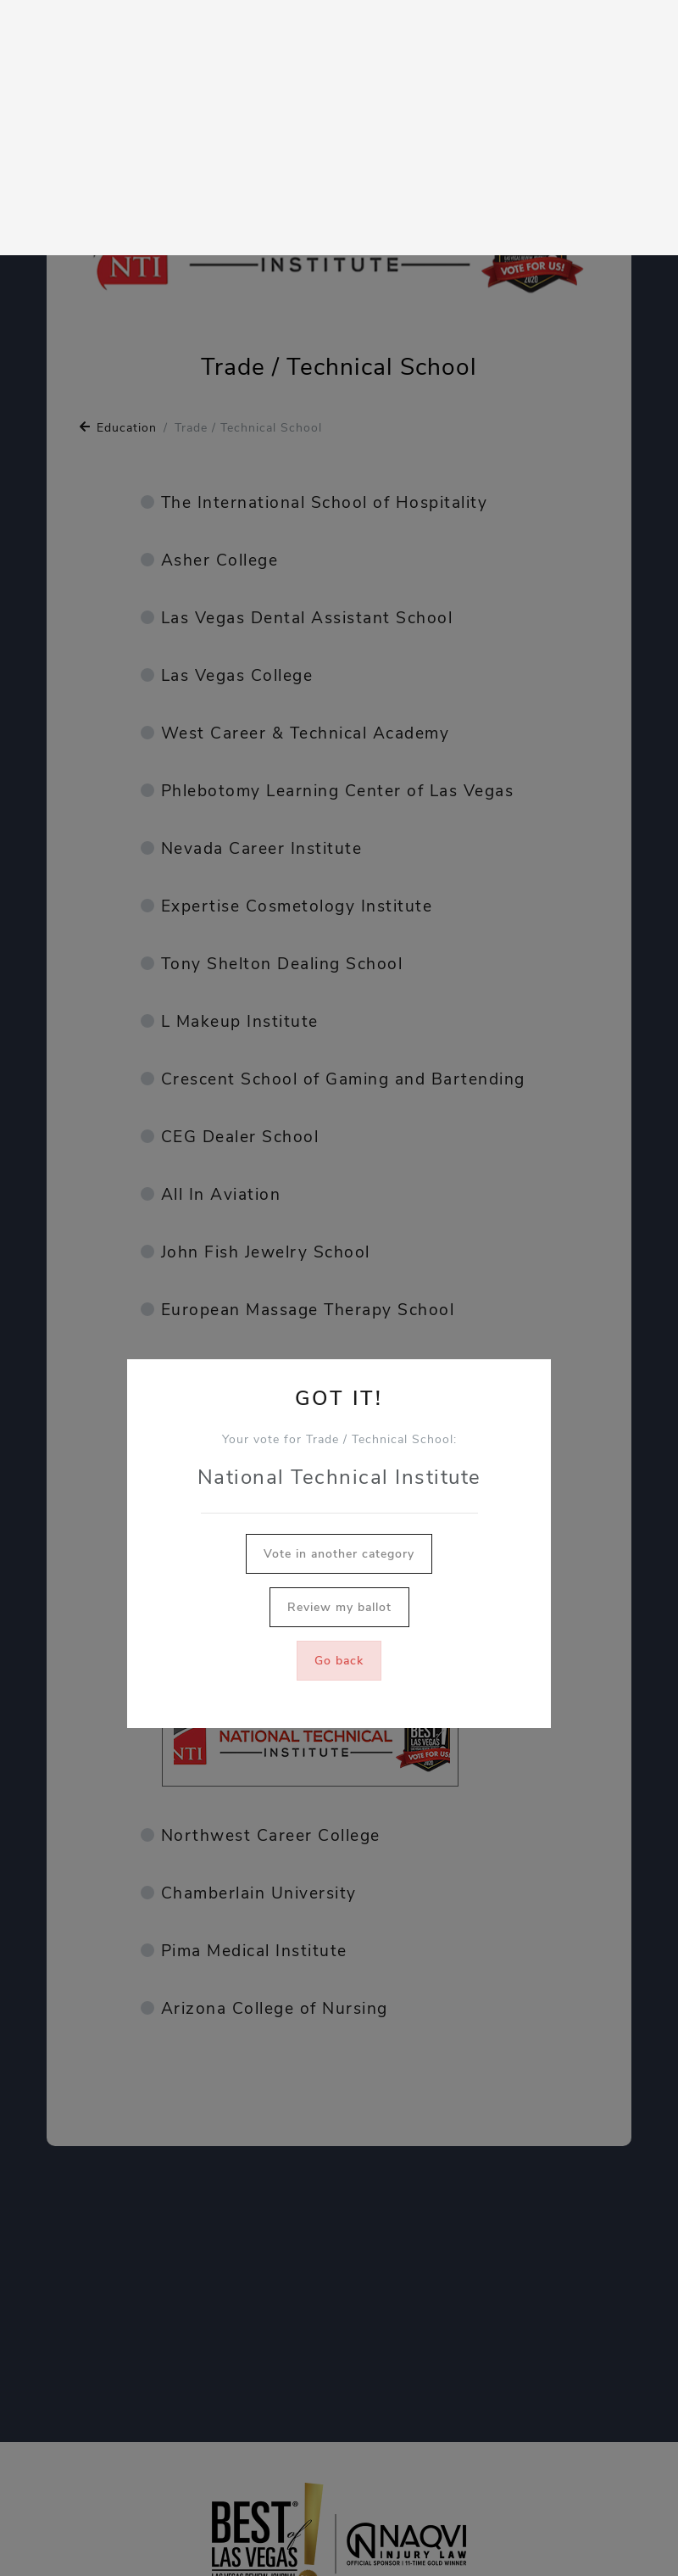 NTI
INSTITUTE
VOTE FOR US!
2020
Trade / Technical School
Education / Trade / Technical School
The International School of Hospitality
Asher College
Las Vegas Dental Assistant School
Las Vegas College
West Career & Technical Academy
Phlebotomy Learning Center of Las Vegas
Nevada Career Institute
Expertise Cosmetology Institute
Tony Shelton Dealing School
L Makeup Institute
Crescent School of Gaming and Bartending
CEG Dealer School
All In Aviation
John Fish Jewelry School
European Massage Therapy School
GOT IT!
Your vote for Trade / Technical School:
National Technical Institute
Vote in another category
Review my ballot
Go back
NTI
NATIONAL TECHNICAL
INSTITUTE
BEST
LAS VEGAS
VOTE FOR US!
2020
Northwest Career College
Chamberlain University
Pima Medical Institute
Arizona College of Nursing
BEST®
of
LAS VEGAS
LAS VEGAS REVIEW-JOURNAL
NAQVI
INJURY LAW
OFFICIAL SPONSOR | 11-TIME GOLD WINNER